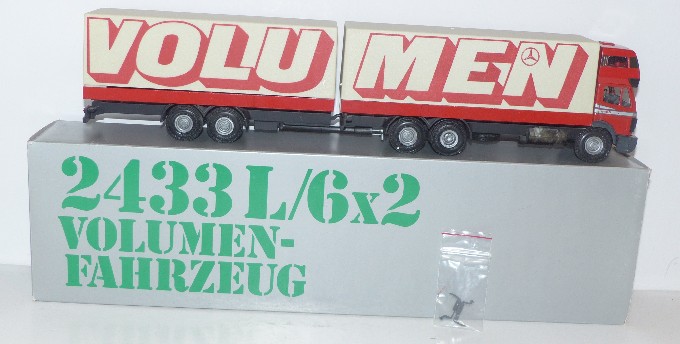 VOLU MEN
2433 L/6x2
VOLUMEN-
FAHRZEUG